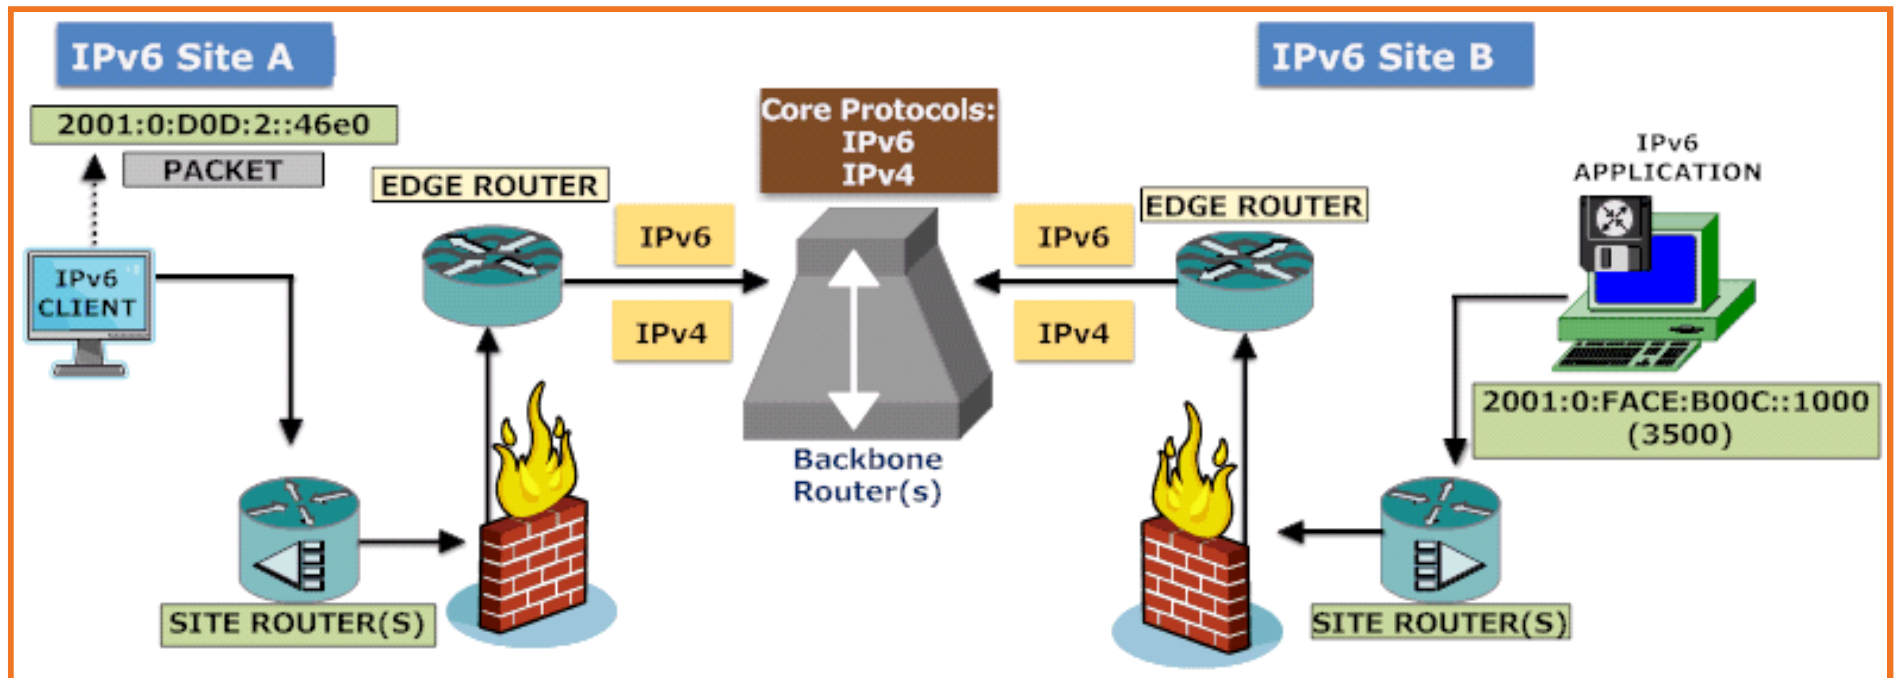 IPv6 Site A
2001:0:D0D:2::46e0
PACKET
IPv6
CLIENT
SITE ROUTER(S)
EDGE ROUTER
IPv6
IPv4
Core Protocols:
IPv6
IPv4
Backbone
Router(s)
IPv6 Site B
IPv6
IPv4
EDGE ROUTER
IPv6
APPLICATION
2001:0:FACE:B00C::1000
(3500)
SITE ROUTER(S)